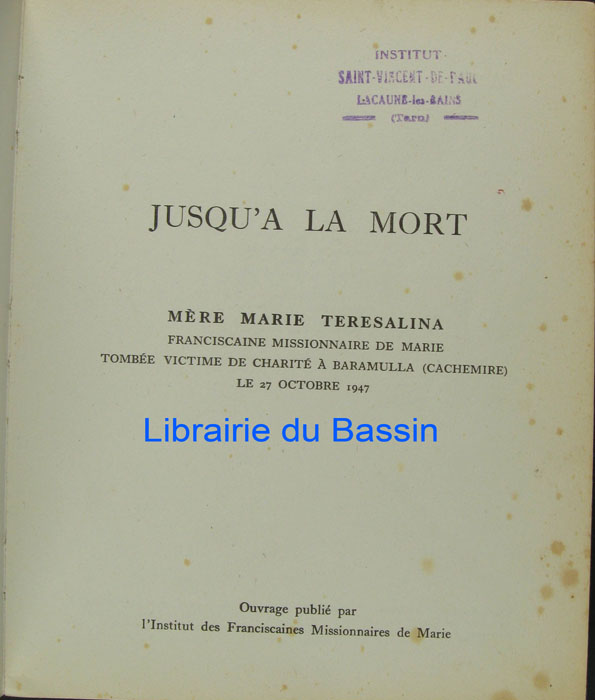 INSTITUT
SAINT-VINCENT-DE-PAUL
LACAUNE-les-BAINS
(Tarn)
JUSQU'A LA MORT
MÈRE MARIE TERESALINA
FRANCISCAINE MISSIONNAIRE DE MARIE
TOMBÉE VICTIME DE CHARITÉ À BARAMULLA (CACHEMIRE)
LE 27 OCTOBRE 1947
Librairie du Bassin
Ouvrage publié par
l'Institut des Franciscaines Missionnaires de Marie